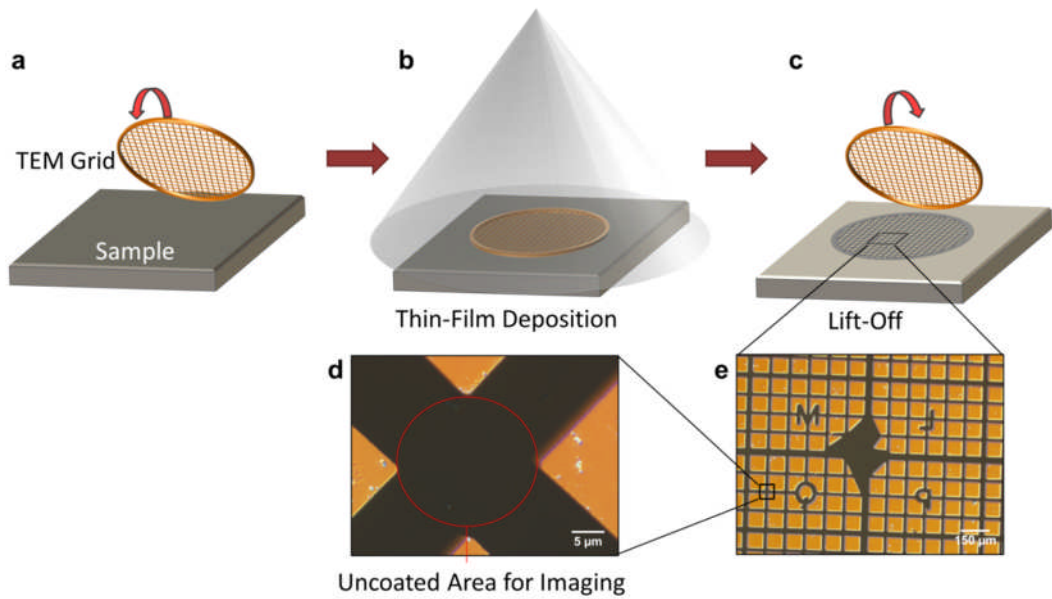 a
b
c
TEM Grid
Sample
Thin-Film Deposition
Lift-Off
d
e
5 µm
M
150 µm
Uncoated Area for Imaging